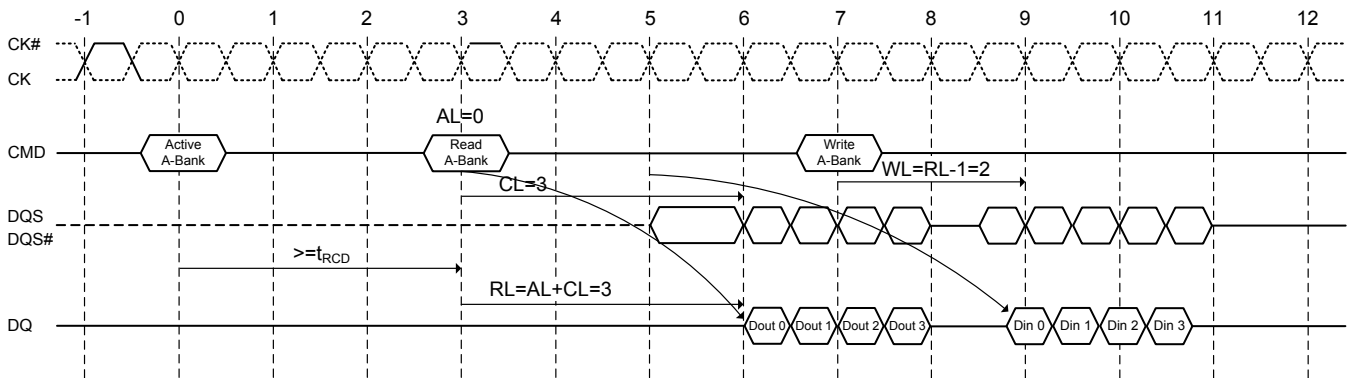 -1 0 1 2 3 4 5 6 7 8 9 10 11 12
CK#
CK
AL=0
CMD
Active
A-Bank
Read
A-Bank
Write
A-Bank
CL=3
WL=RL-1=2
DQS
DQS#
>=tRCD
RL=AL+CL=3
DQ
Dout 0 Dout 1 Dout 2 Dout 3 Din 0 Din 1 Din 2 Din 3